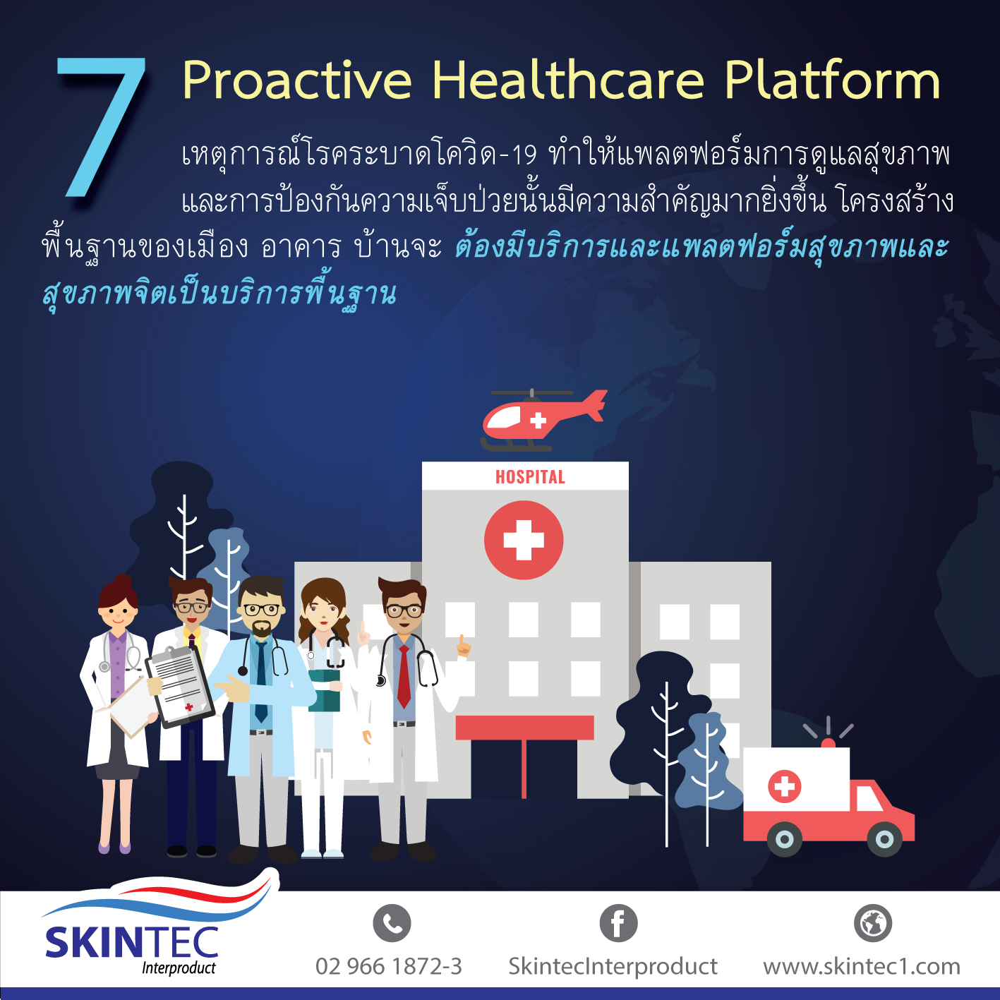 7 Proactive Healthcare Platform
เหตุการณ์โรคระบาดโควิด-19 ทำให้แพลตฟอร์มการดูแลสุขภาพ
และการป้องกันความเจ็บป่วยนั้นมีความสำคัญมากยิ่งขึ้น โครงสร้าง
พื้นฐานของเมือง อาคาร บ้านจะ ต้องมีบริการและแพลตฟอร์มสุขภาพและ
สุขภาพจิตเป็นบริการพื้นฐาน
HOSPITAL
SKINTEC
Interproduct
02 966 1872-3
SkintecInterproduct
www.skintec1.com